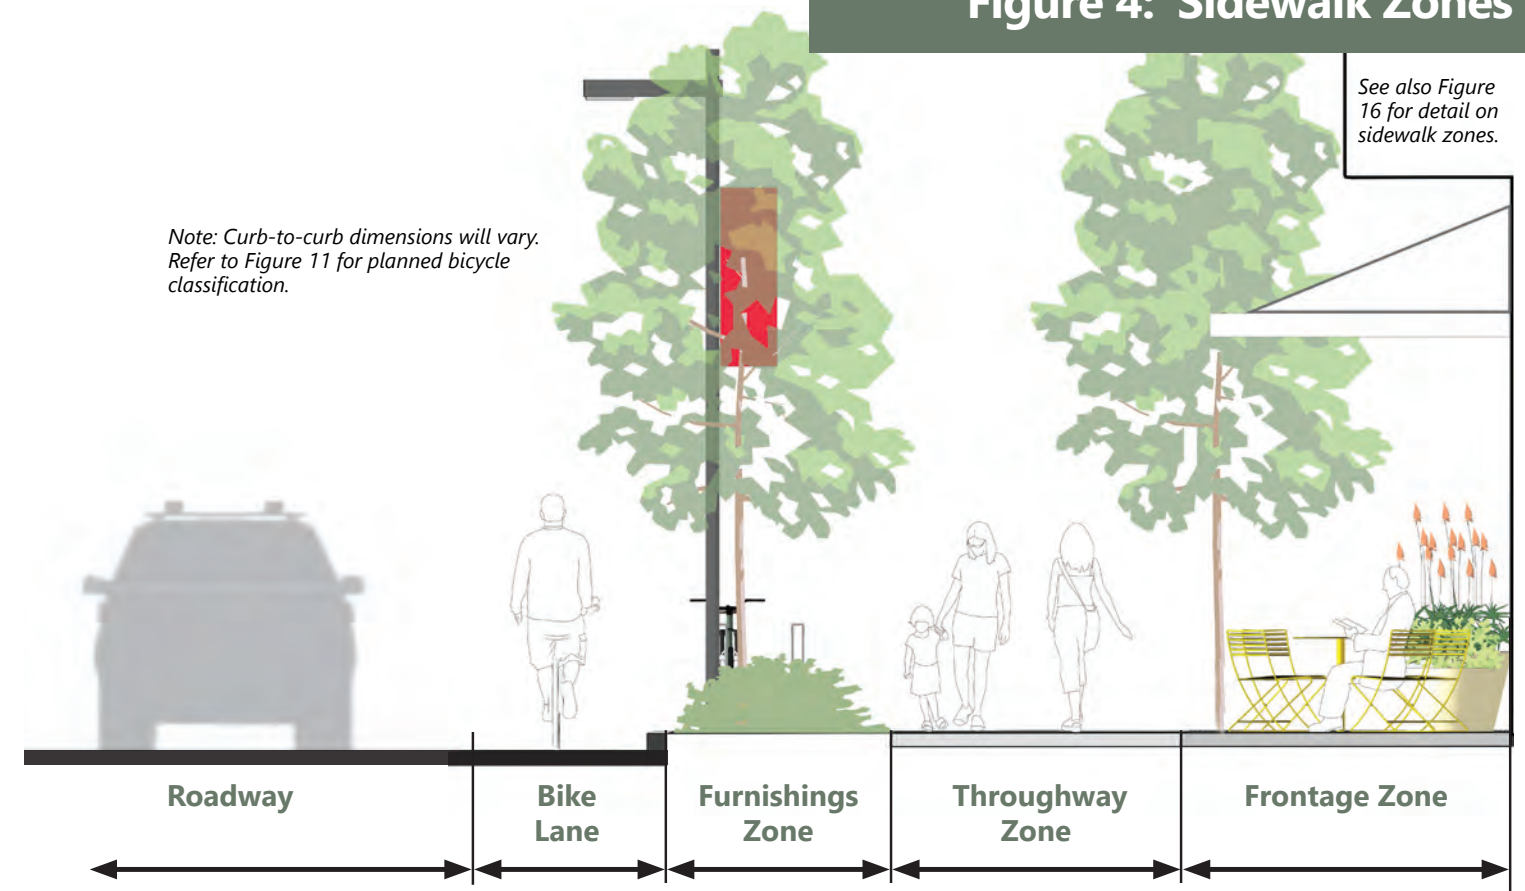 Figure 4: Sidewalk Zones
See also Figure
16 for detail on
sidewalk zones.
Note: Curb-to-curb dimensions will vary.
Refer to Figure 11 for planned bicycle
classification.
Roadway
Bike
Lane
Furnishings
Zone
Throughway
Zone
Frontage Zone